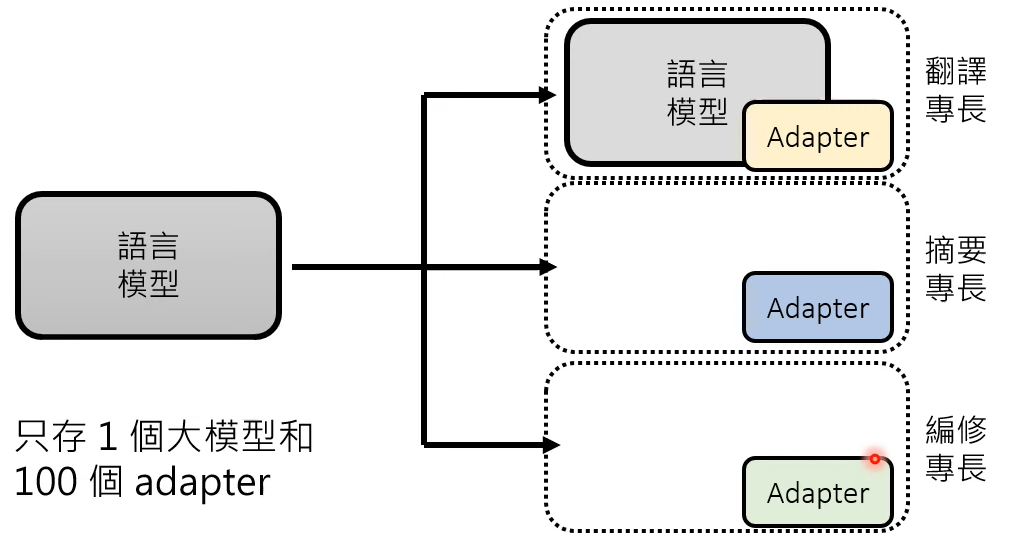 語言
模型
Adapter
翻譯
專長
語言
模型
Adapter
摘要
專長
Adapter
編修
專長
只存 1 個大模型和
100 個 adapter